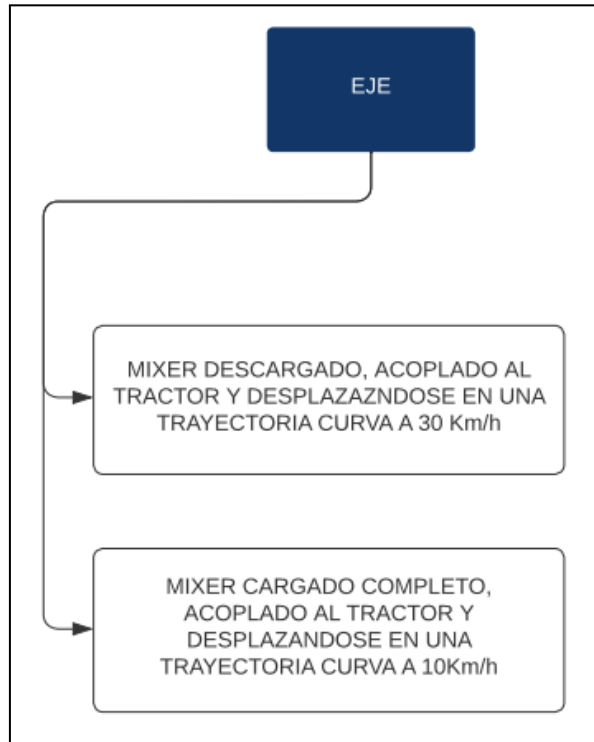 EJE
MIXER DESCARGADO, ACOPLADO AL
TRACTOR Y DESPLAZAZNDOSE EN UNA
TRAYECTORIA CURVA A 30 Km/h
MIXER CARGADO COMPLETO,
ACOPLADO AL TRACTOR Y
DESPLAZANDOSE EN UNA
TRAYECTORIA CURVA A 10Km/h